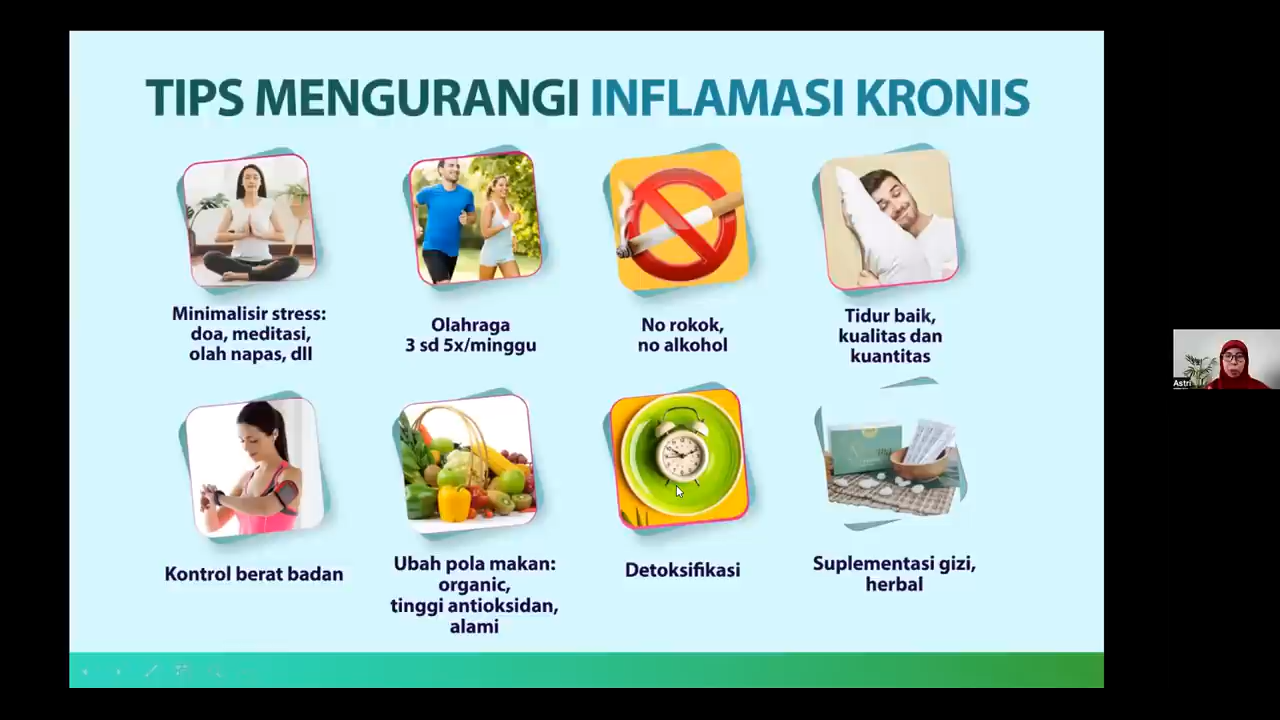 TIPS MENGURANGI INFLAMASI KRONIS
Minimalisir stress:
doa, meditasi,
olah napas, dll
Olahraga
3 sd 5x/minggu
No rokok,
no alkohol
Tidur baik,
kualitas dan
kuantitas
Kontrol berat badan
Ubah pola makan:
organic,
tinggi antioksidan,
alami
Detoksifikasi
Suplementasi gizi,
herbal
Astri